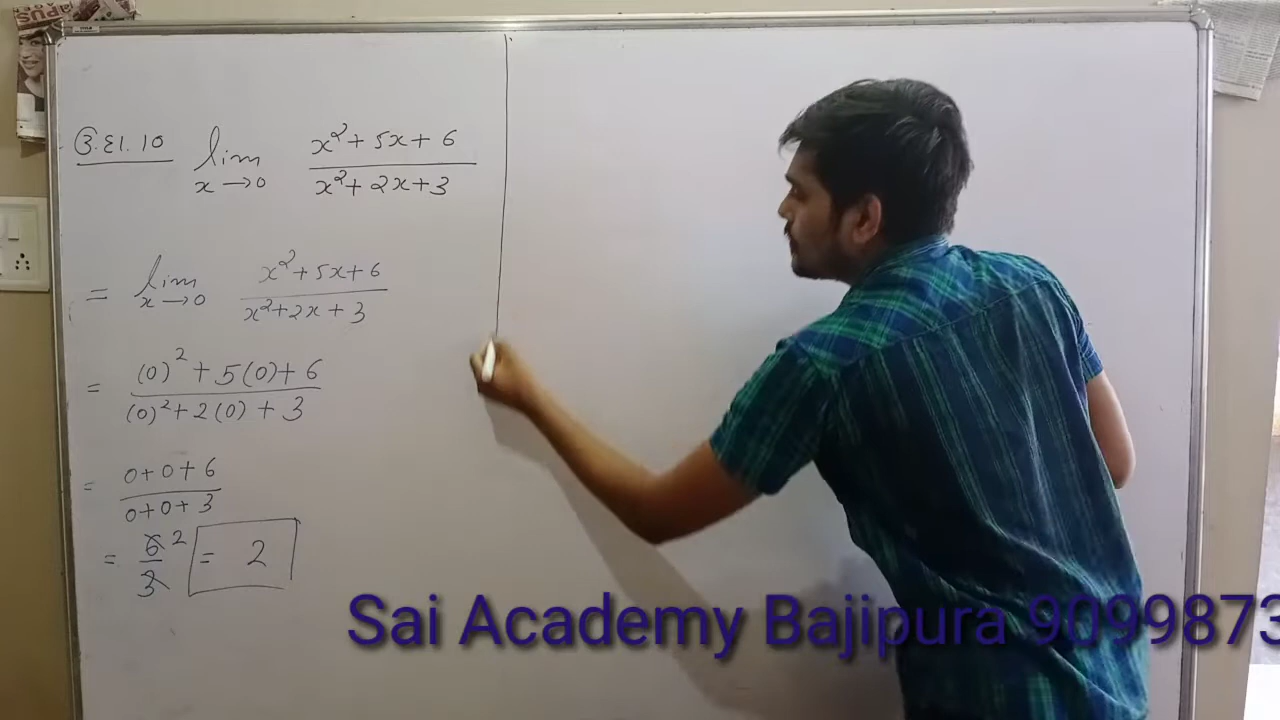 Ex. 10 lim x→0 x²+5x+6 / x²+2x+3
= lim x→0 x²+5x+6 / x²+2x+3
= (0)²+5(0)+6 / (0)²+2(0)+3
= 0+0+6 / 0+0+3
= 6 2 / 3 = 2
Sai Academy Bajipura 9099873